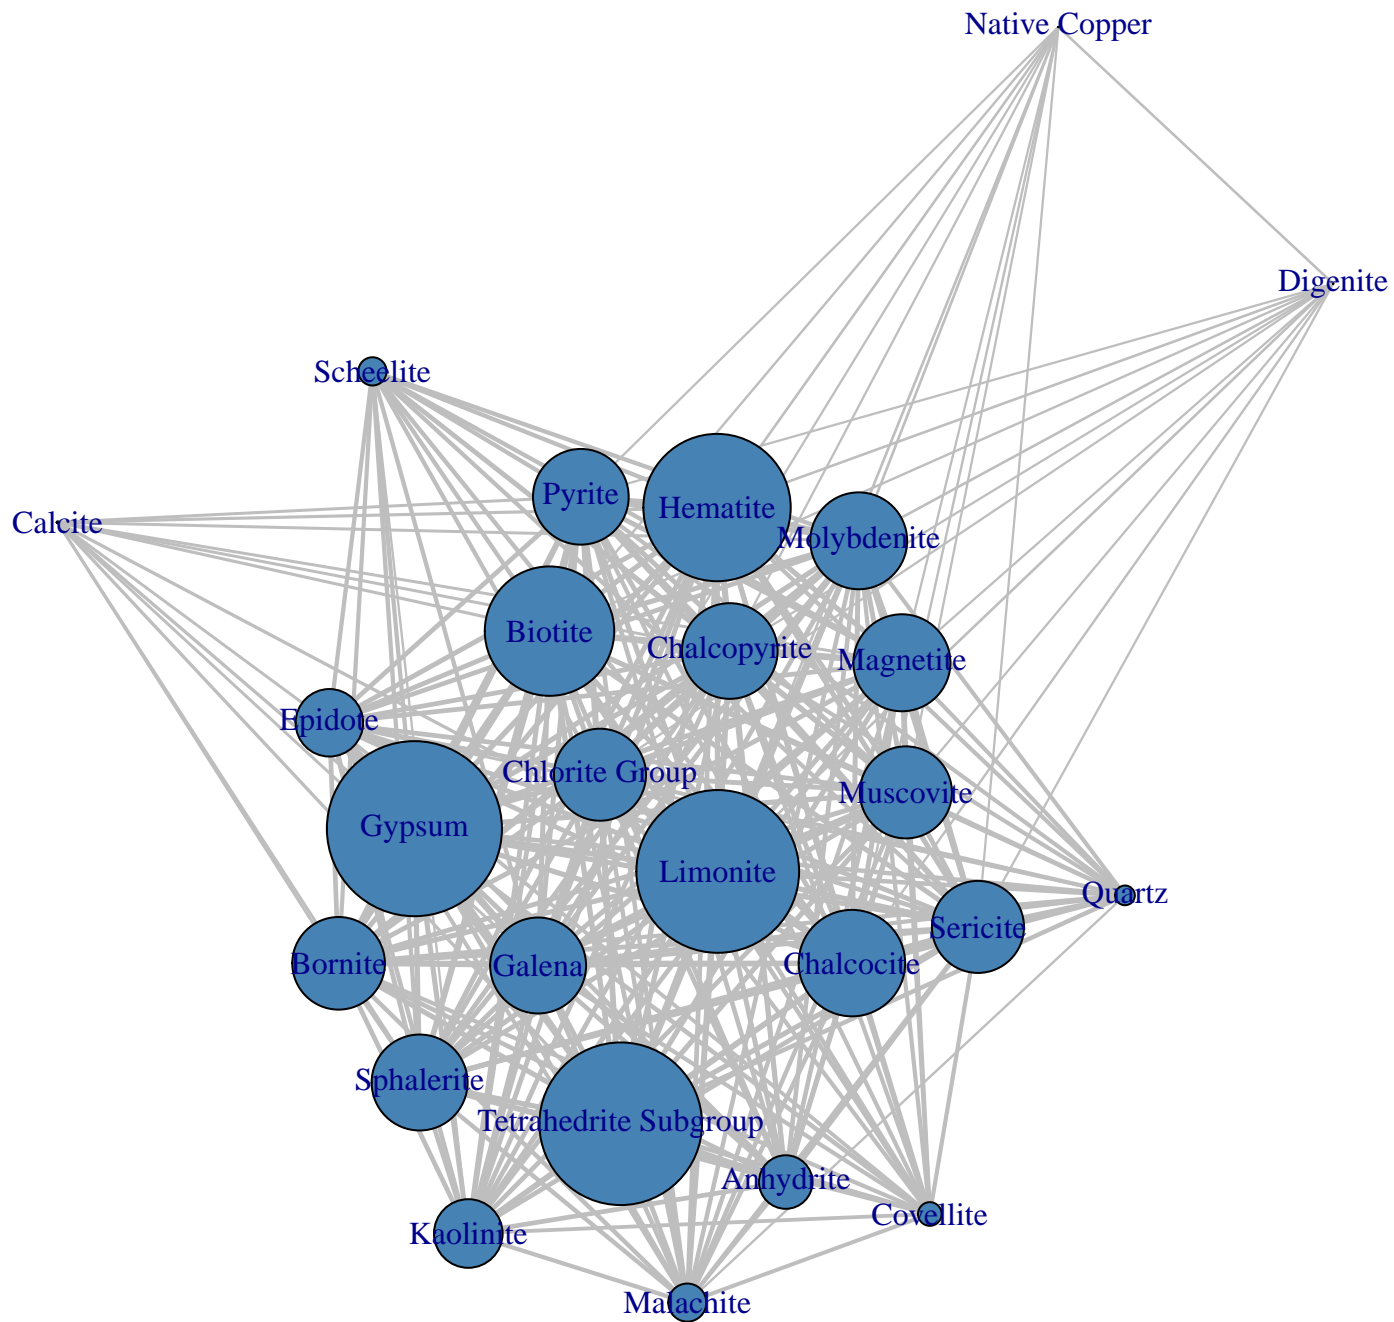 Native Copper
Digenite
Scheelite
Pyrite
Hematite
Calcite
Molybdenite
Biotite
Chalcopyrite
Magnetite
Epidote
Chlorite Group
Muscovite
Gypsum
Limonite
Quartz
Sericite
Bornite
Galena
Chalcocite
Sphalerite
Tetrahedrite Subgroup
Anhydrite
Covellite
Kaolinite
Malachite